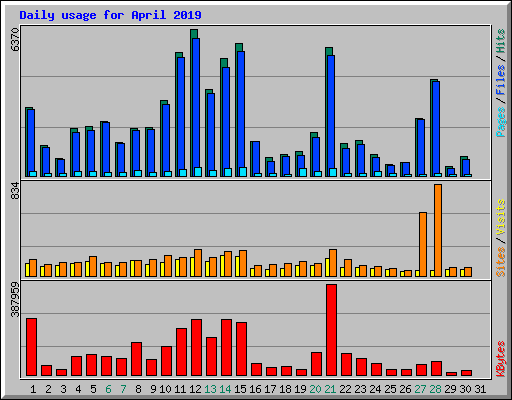 Daily usage for April 2019
6370
Pages / Files / Hits
834
Sites / Visits
387959
KBytes
1 2 3 4 5 6 7 8 9 10 11 12 13 14 15 16 17 18 19 20 21 22 23 24 25 26 27 28 29 30 31